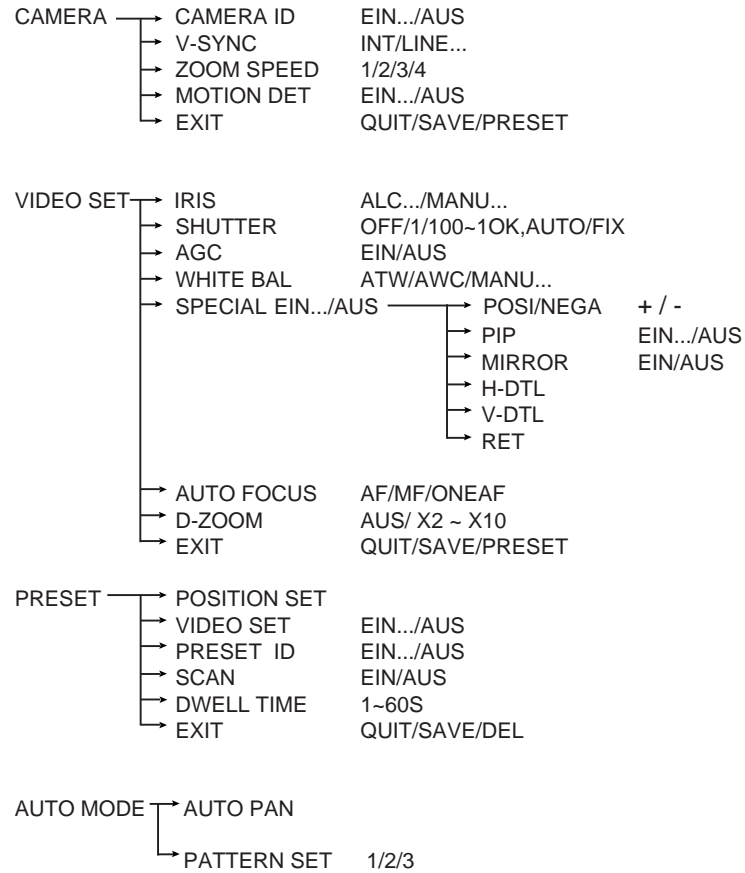 CAMERA CAMERA ID EIN.../AUS
V-SYNC INT/LINE...
ZOOM SPEED 1/2/3/4
MOTION DET EIN.../AUS
EXIT QUIT/SAVE/PRESET
VIDEO SET IRIS ALC.../MANU...
SHUTTER OFF/1/100~1OK,AUTO/FIX
AGC EIN/AUS
WHITE BAL ATW/AWC/MANU...
SPECIAL EIN.../AUS POSI/NEGA + / -
PIP EIN.../AUS
MIRROR EIN/AUS
H-DTL
V-DTL
RET
AUTO FOCUS AF/MF/ONEAF
D-ZOOM AUS/ X2 ~ X10
EXIT QUIT/SAVE/PRESET
PRESET POSITION SET
VIDEO SET EIN.../AUS
PRESET ID EIN.../AUS
SCAN EIN/AUS
DWELL TIME 1~60S
EXIT QUIT/SAVE/DEL
AUTO MODE AUTO PAN
PATTERN SET 1/2/3